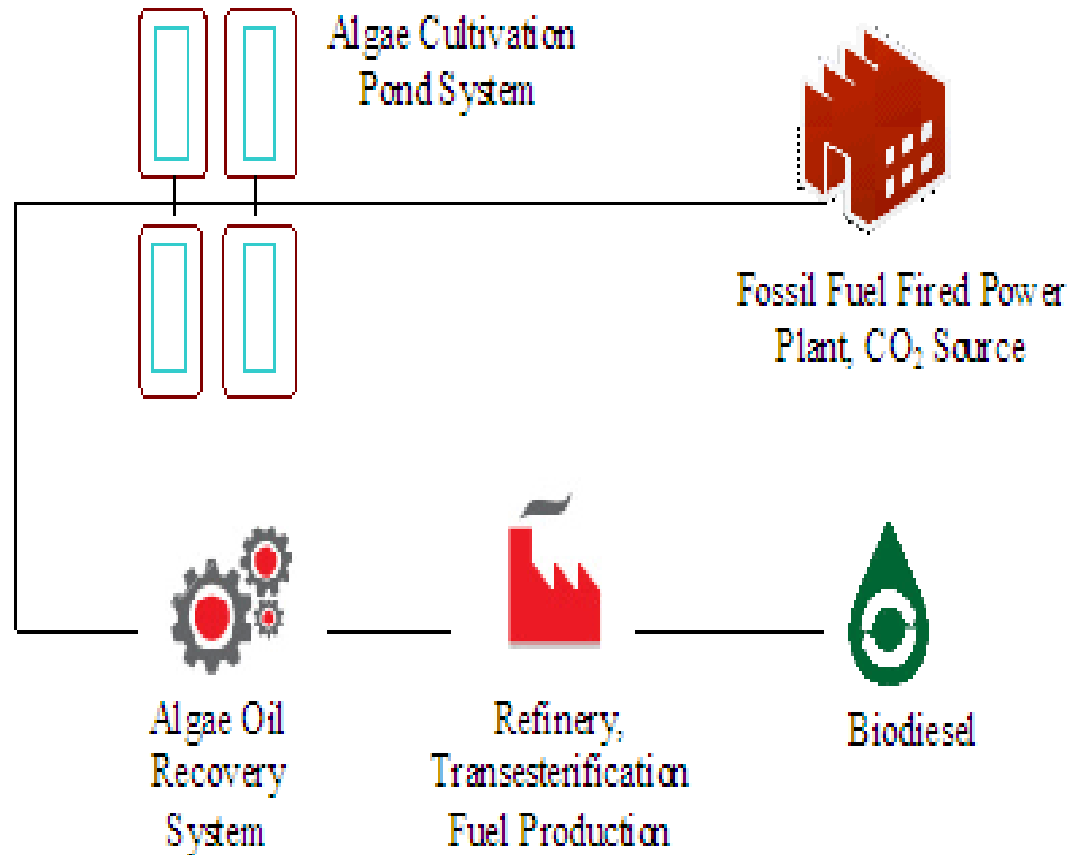 Algae Cultivation
Pond System
Fossil Fuel Fired Power
Plant, CO₂ Source
Algae Oil
Recovery
System
Refinery,
Transesterification
Fuel Production
Biodiesel